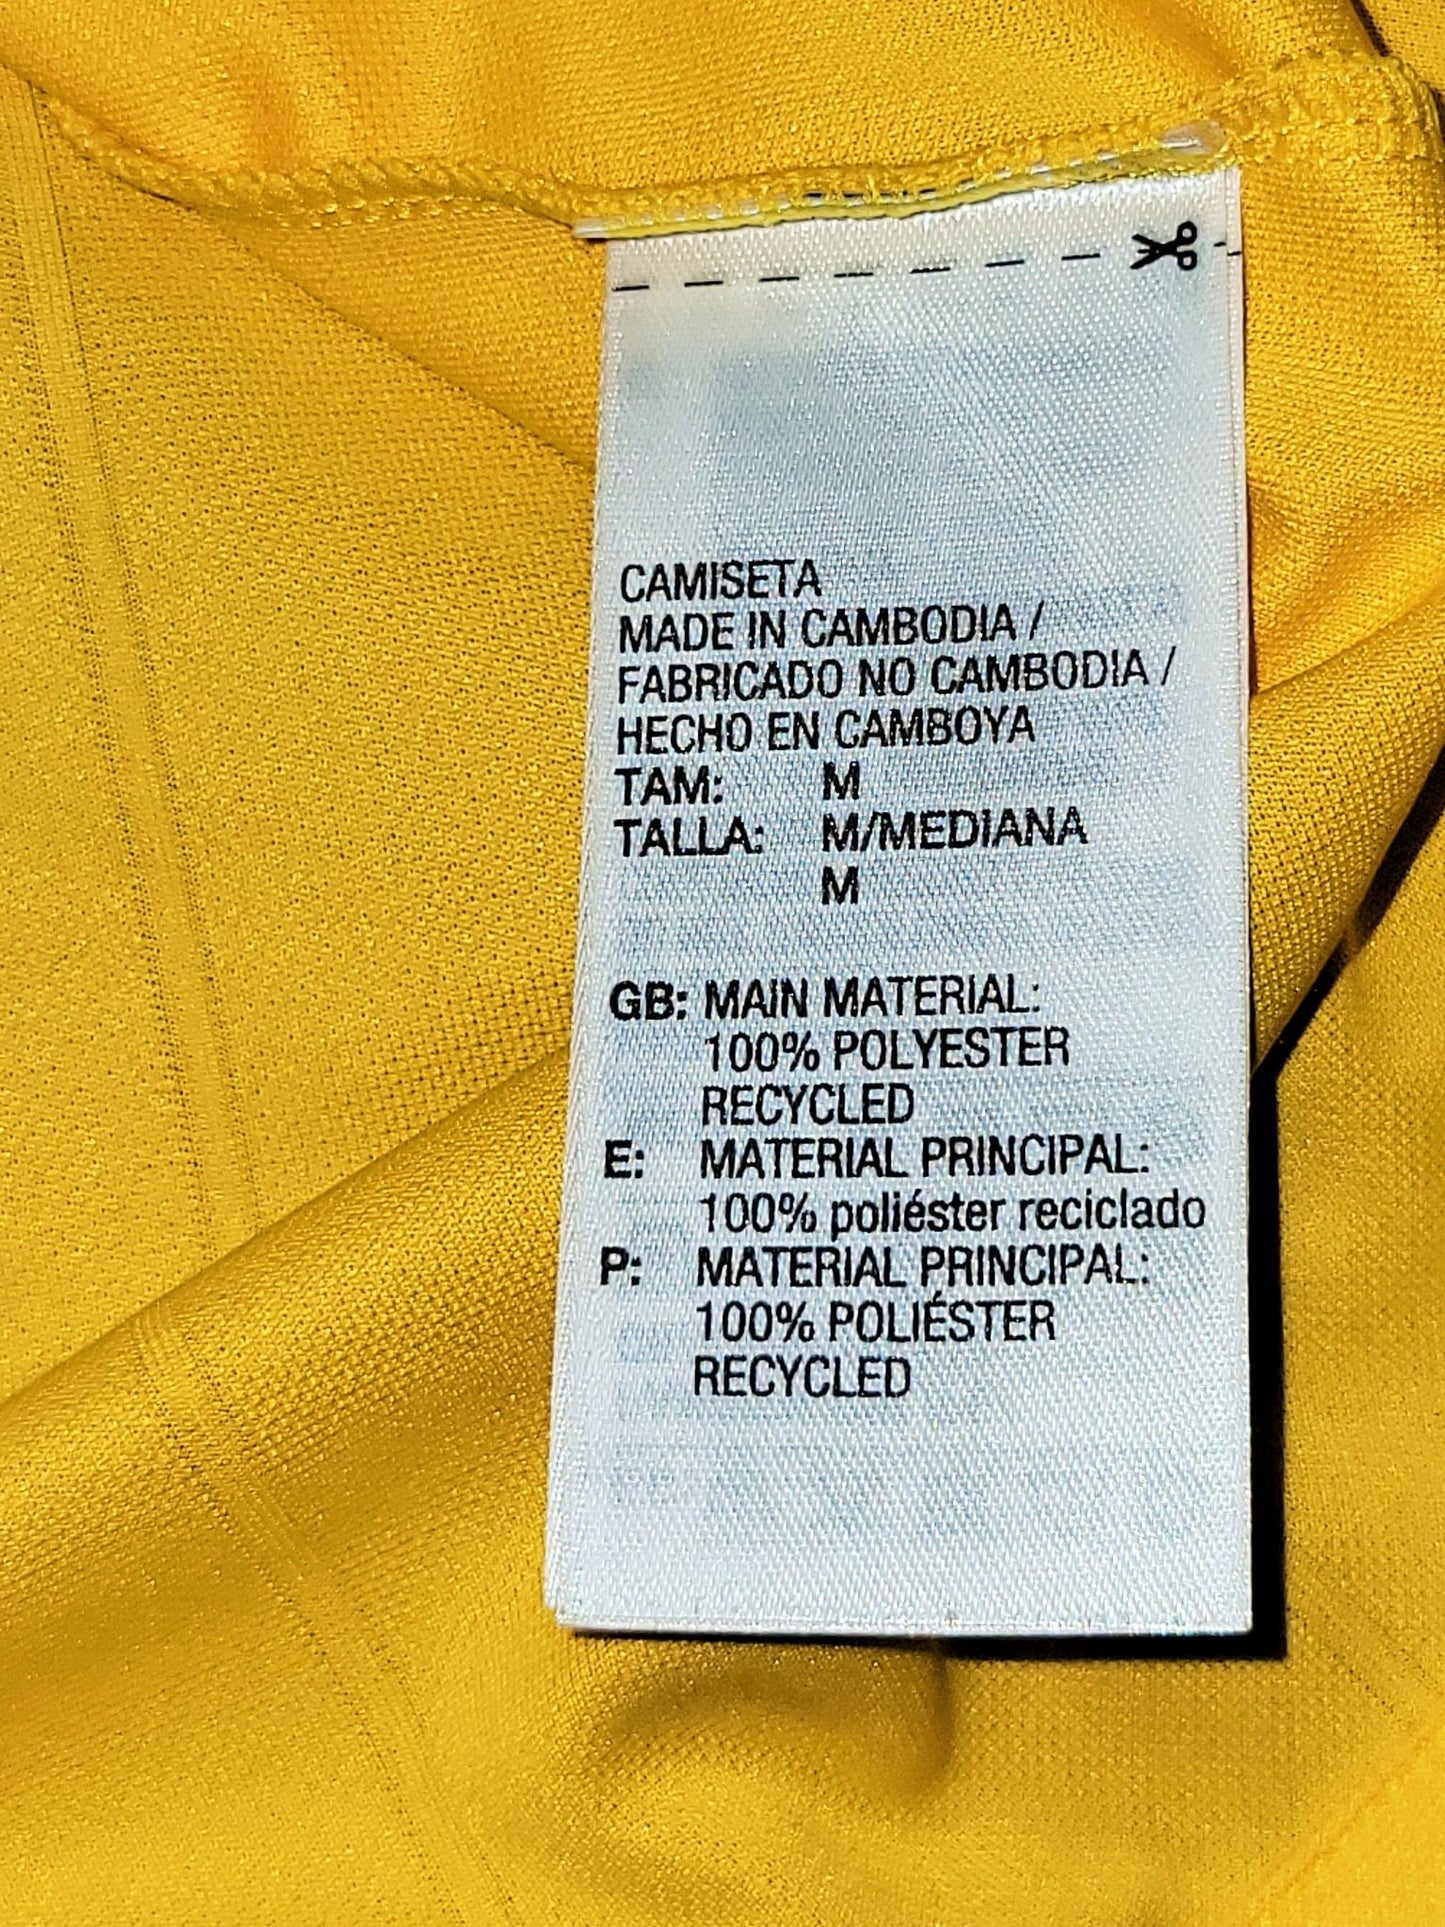 CAMISETA
MADE IN CAMBODIA /
FABRICADO NO CAMBODIA /
HECHO EN CAMBOYA
TAM: M
TALLA: M/MEDIANA
M
GB: MAIN MATERIAL:
100% POLYESTER
RECYCLED
E: MATERIAL PRINCIPAL:
100% poliéster reciclado
P: MATERIAL PRINCIPAL:
100% POLIÉSTER
RECYCLED